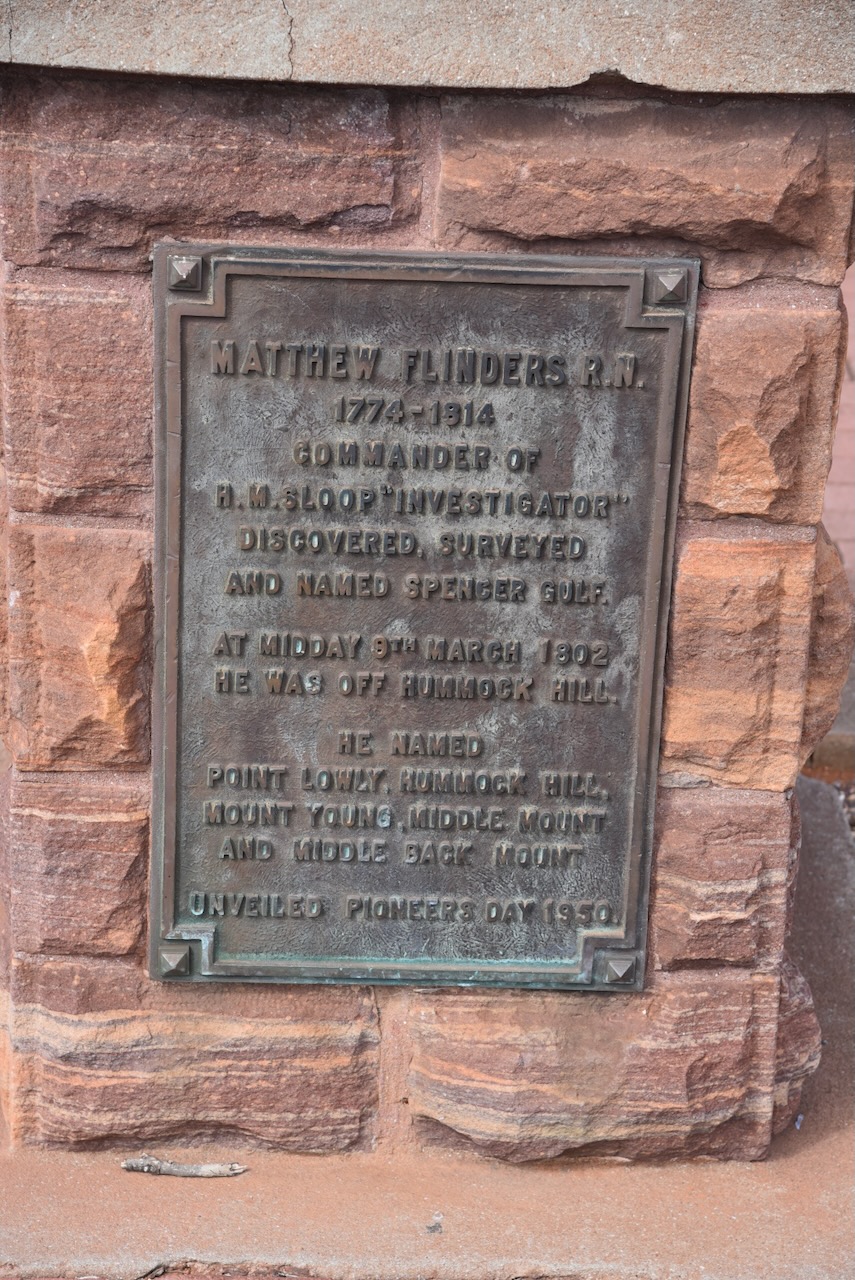 MATTHEW FLINDERS R.N.
1774-1814
COMMANDER OF
H.M.SLOOP "INVESTIGATOR"
DISCOVERED, SURVEYED
AND NAMED SPENCER GULF.
AT MIDDAY 9TH MARCH 1802
HE WAS OFF HUMMOCK HILL.
HE NAMED
POINT LOWLY, HUMMOCK HILL,
MOUNT YOUNG, MIDDLE MOUNT
AND MIDDLE BACK MOUNT
UNVEILED PIONEERS DAY 1950.